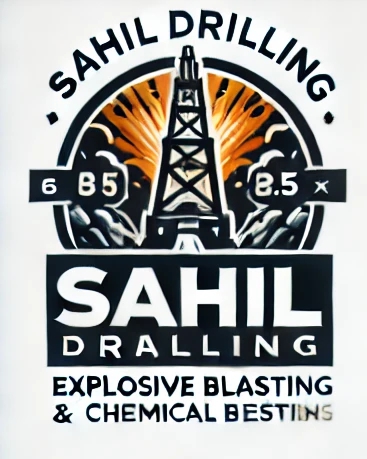 SAHIL DRILLING
6 B5 8.5 x
SAHIL
DRALLING
EXPLOSIVE BLASTING
& CHEMICAL BESTINS